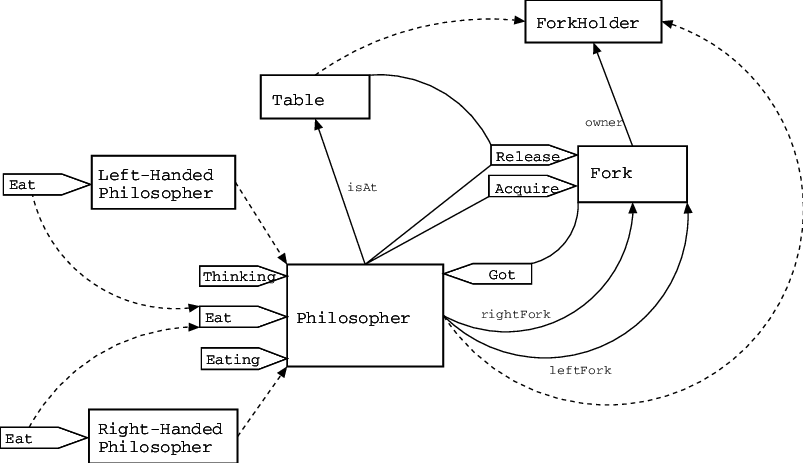 ForkHolder
Table
owner
Release
Fork
Left-Handed
Philosopher
Eat
isAt
Acquire
Thinking
Got
Eat
Philosopher
rightFork
Eating
leftFork
Right-Handed
Philosopher
Eat